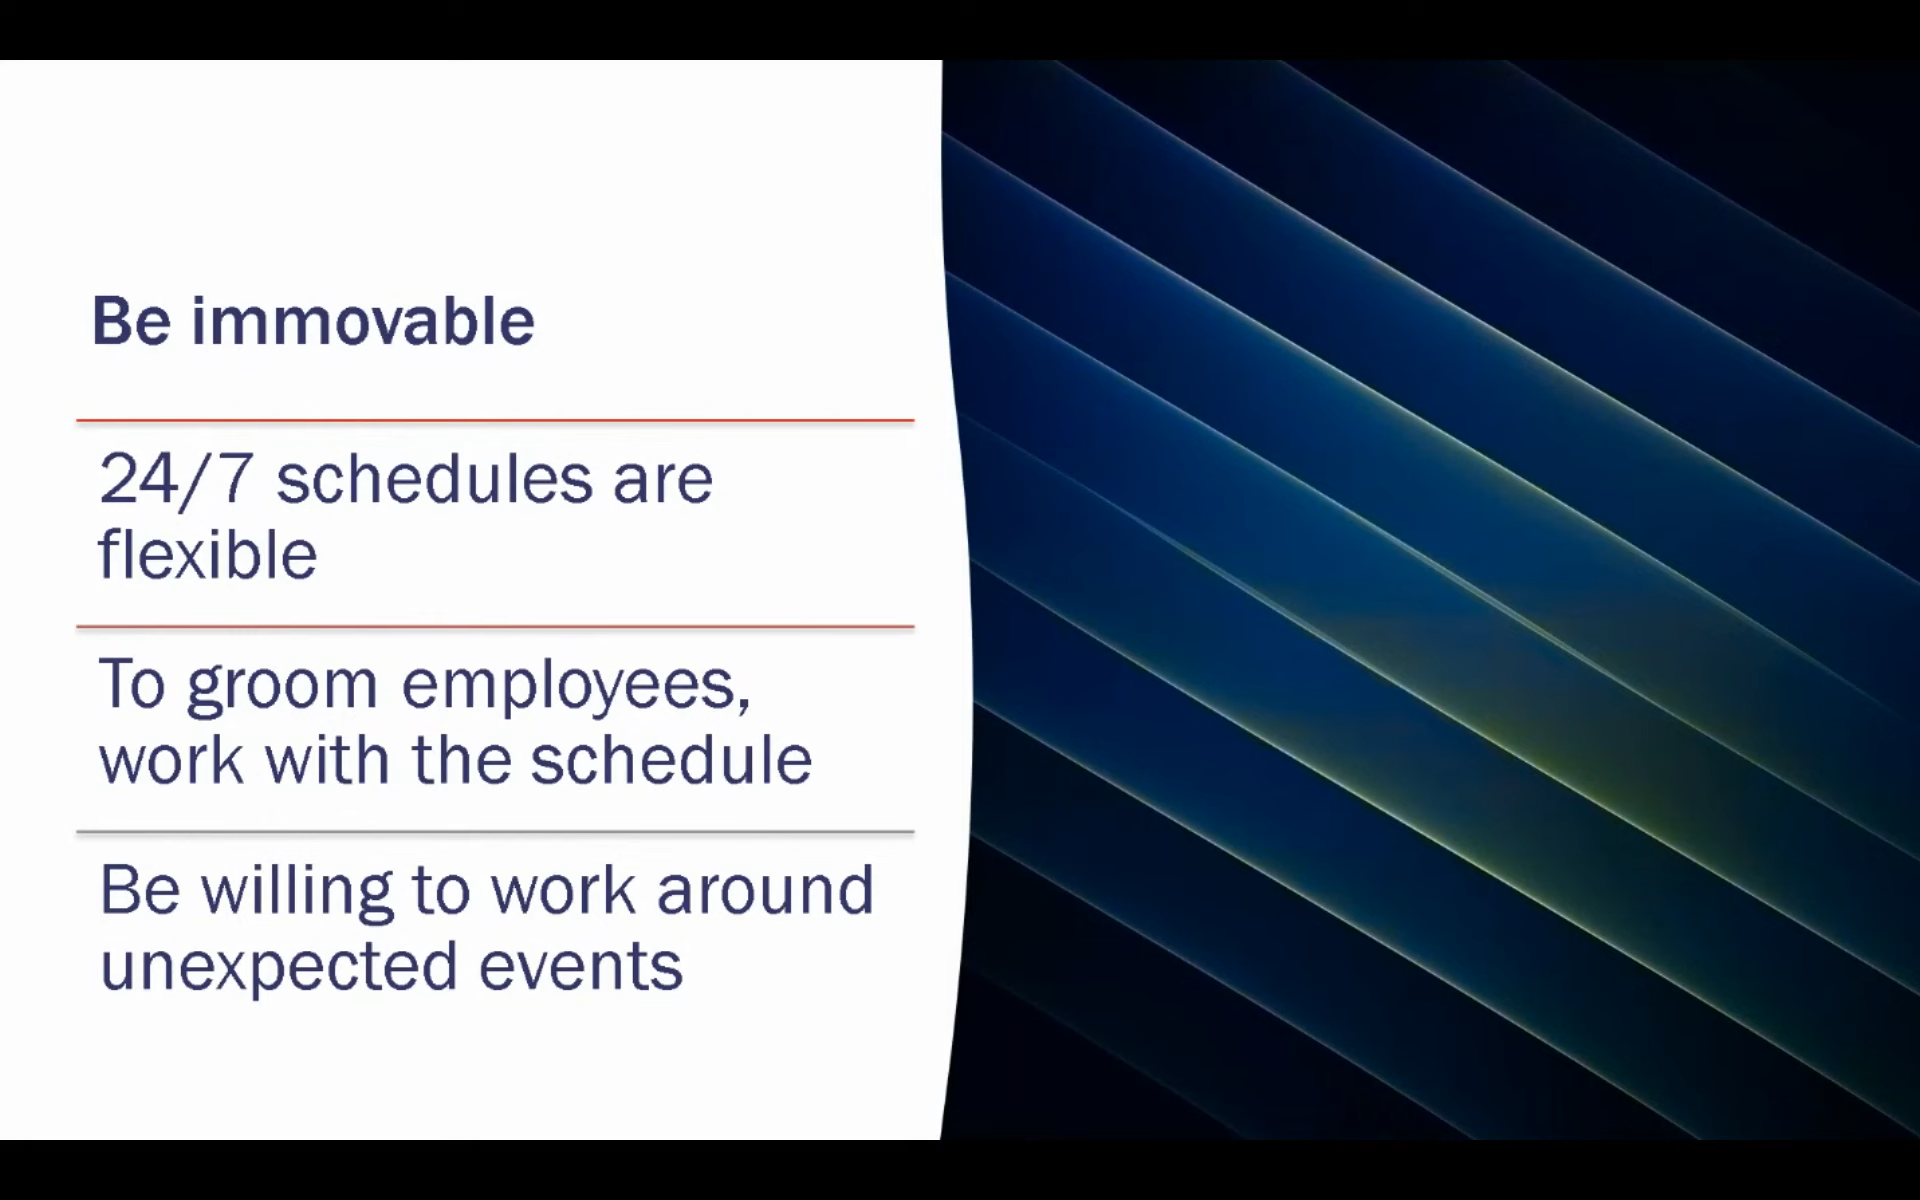 Be immovable
24/7 schedules are
flexible
To groom employees,
work with the schedule
Be willing to work around
unexpected events